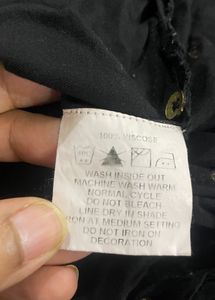 100% VISCOSE
WASH INSIDE OUT
MACHINE WASH WARM
NORMAL CYCLE
DO NOT BLEACH
LINE DRY IN SHADE
IRON AT MEDIUM SETTING
DO NOT IRON ON
DECORATION